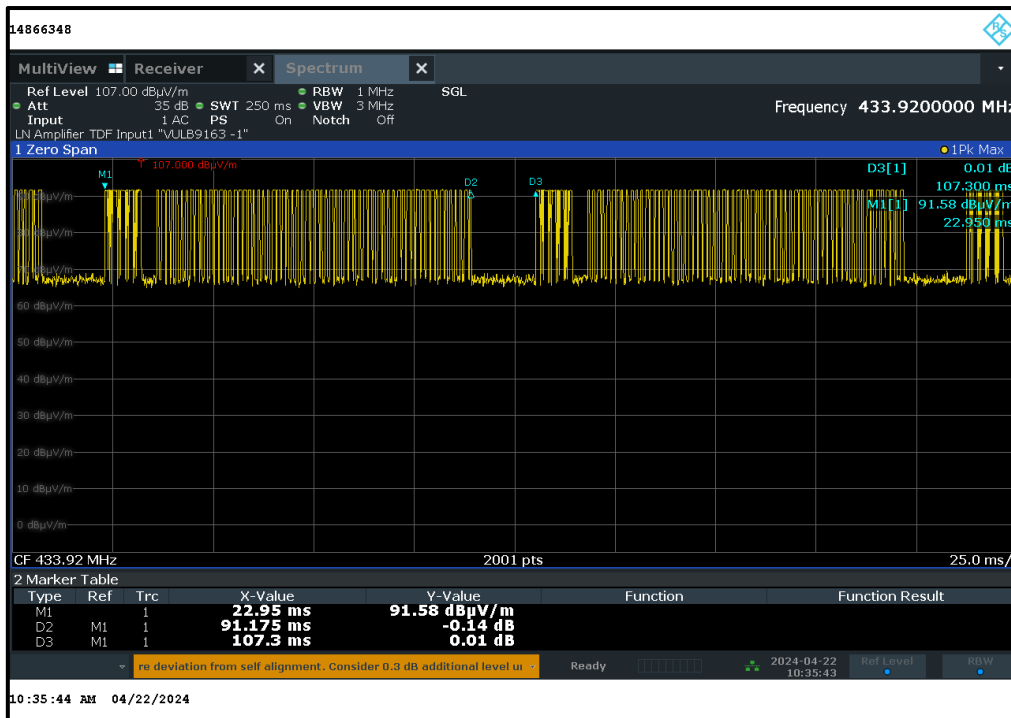 14866348
R&S
MultiView Receiver X Spectrum X
Ref Level 107.00 dBµV/m RBW 1 MHz SGL
Att 35 dB SWT 250 ms VBW 3 MHz Frequency 433.9200000 MHz
Input 1 AC PS On Notch Off
LN Amplifier TDF Input1 "VULB9163 -1"
1 Zero Span 1Pk Max
107.000 dBµV/m D3[1] 0.01 dB
M1 D2 D3 107.300 ms
M1[1] 91.58 dBµV/m
22.950 ms
60 dBµV/m
50 dBµV/m
40 dBµV/m
30 dBµV/m
20 dBµV/m
10 dBµV/m
0 dBµV/m
CF 433.92 MHz 2001 pts 25.0 ms/
2 Marker Table
Type Ref Trc X-Value Y-Value Function Function Result
M1 1 22.95 ms 91.58 dBµV/m
D2 M1 1 91.175 ms -0.14 dB
D3 M1 1 107.3 ms 0.01 dB
re deviation from self alignment. Consider 0.3 dB additional level ur Ready 2024-04-22 10:35:43 Ref Level RBW
10:35:44 AM 04/22/2024